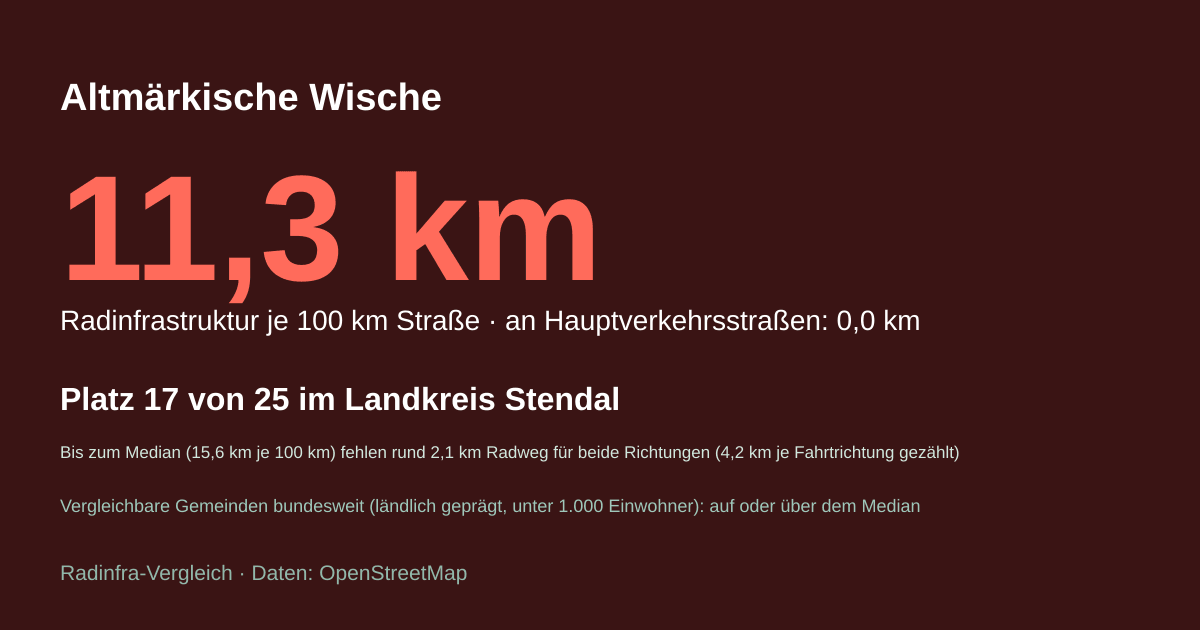 Altmärkische Wische
11,3 km
Radinfrastruktur je 100 km Straße · an Hauptverkehrsstraßen: 0,0 km
Platz 17 von 25 im Landkreis Stendal
Bis zum Median (15,6 km je 100 km) fehlen rund 2,1 km Radweg für beide Richtungen (4,2 km je Fahrtrichtung gezählt)
Vergleichbare Gemeinden bundesweit (ländlich geprägt, unter 1.000 Einwohner): auf oder über dem Median
Radinfra-Vergleich · Daten: OpenStreetMap